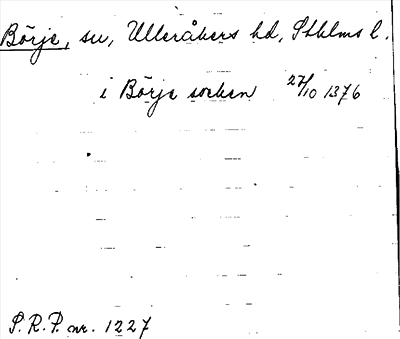 Börje, sn, Ulleråkers hd, Sthlms l.
i Börje socken 27/10 1376
S.R.P. nr. 1227